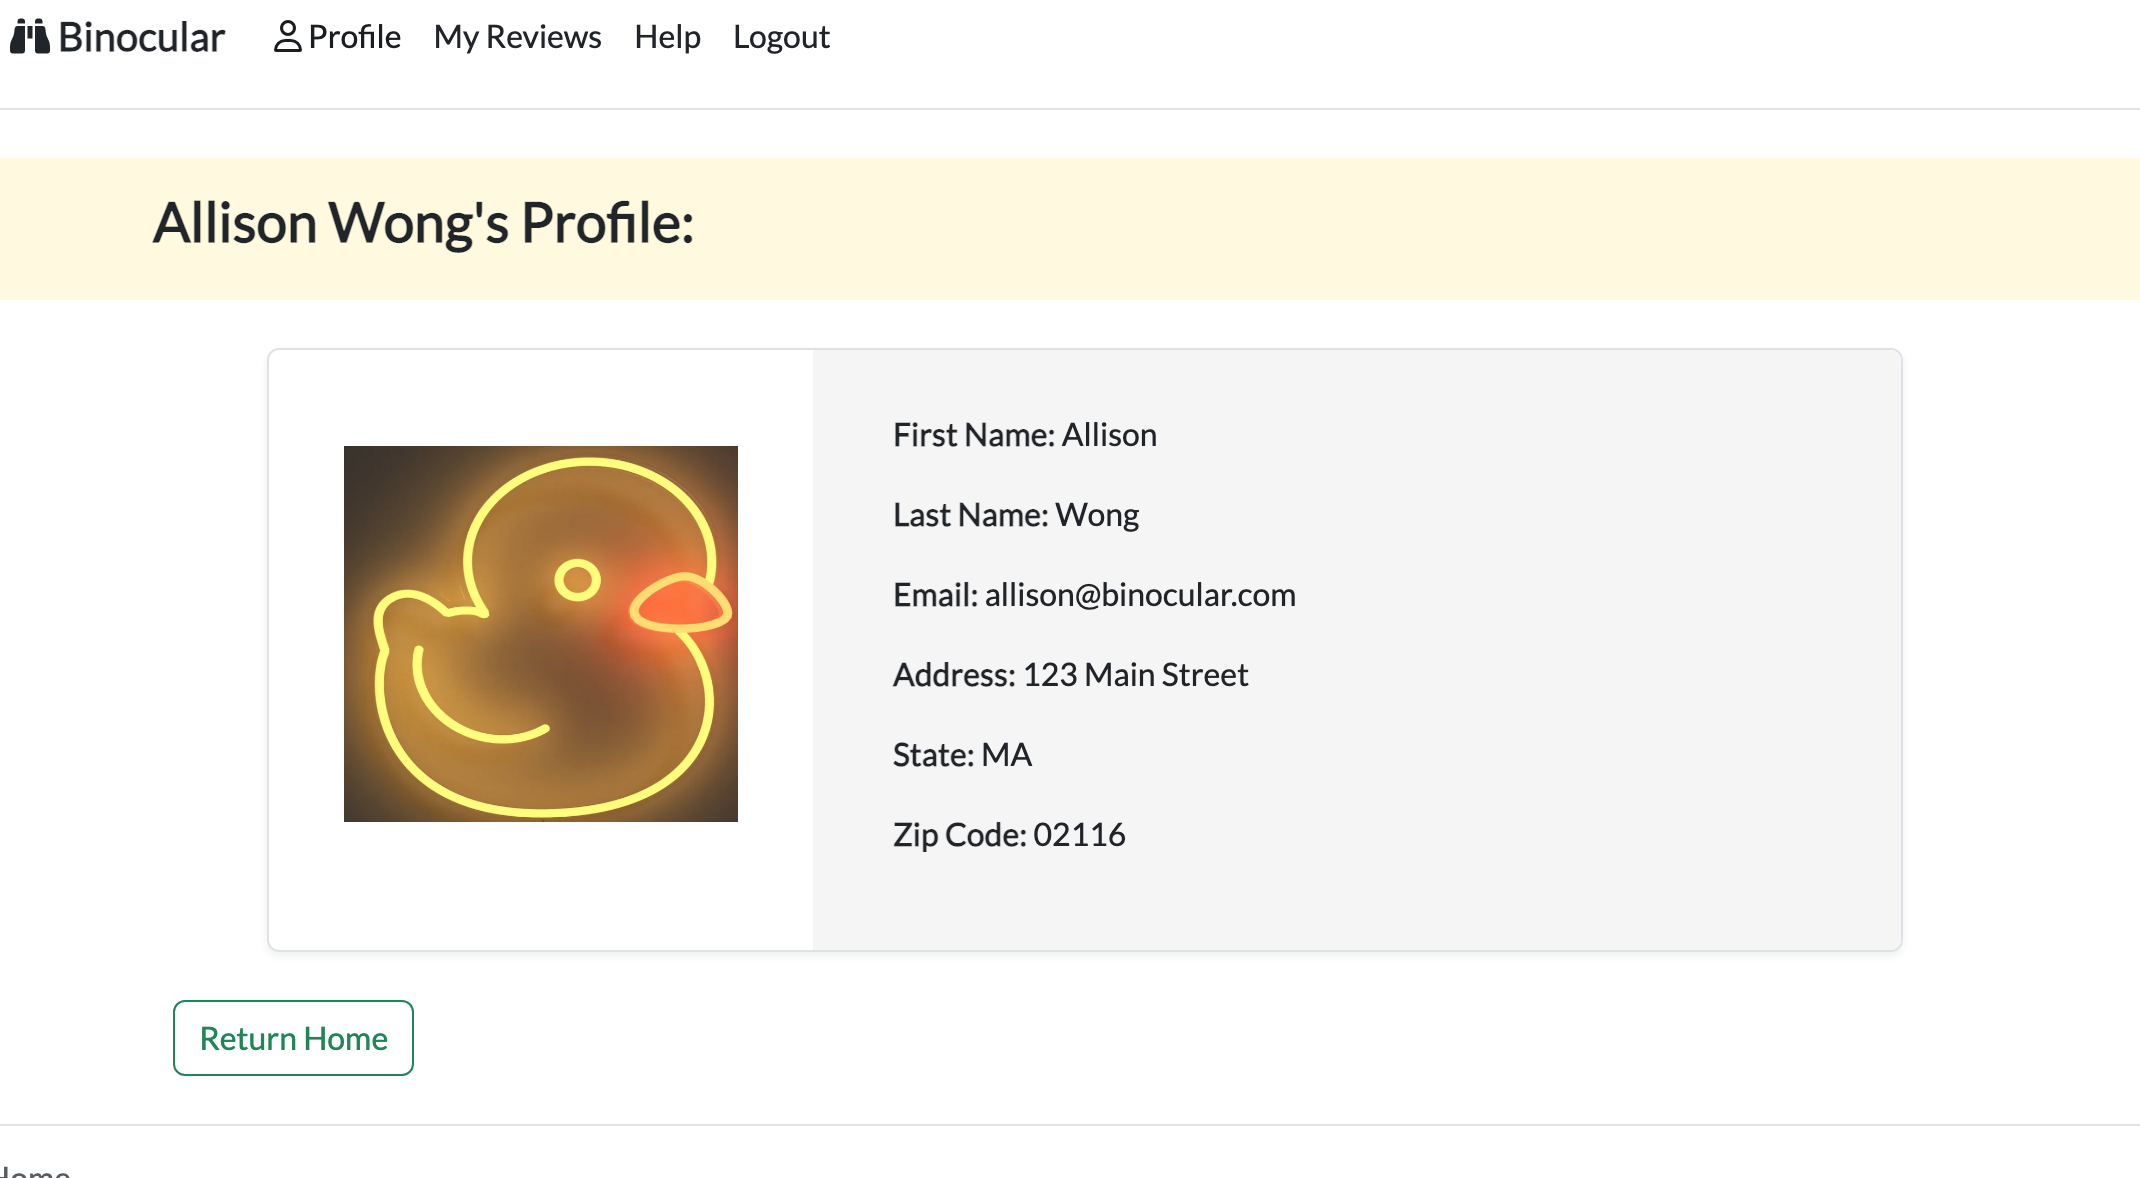 Binocular Profile My Reviews Help Logout
Allison Wong's Profile:
First Name: Allison
Last Name: Wong
Email: allison@binocular.com
Address: 123 Main Street
State: MA
Zip Code: 02116
Return Home
Home